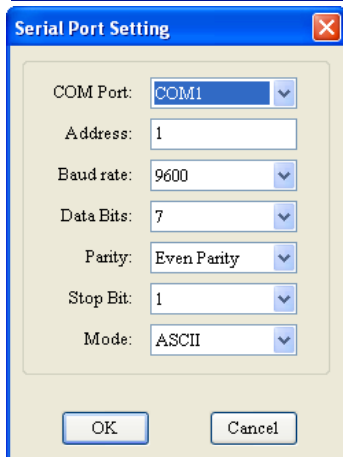 Serial Port Setting
COM Port: COM1
Address: 1
Baud rate: 9600
Data Bits: 7
Parity: Even Parity
Stop Bit: 1
Mode: ASCII
OK Cancel